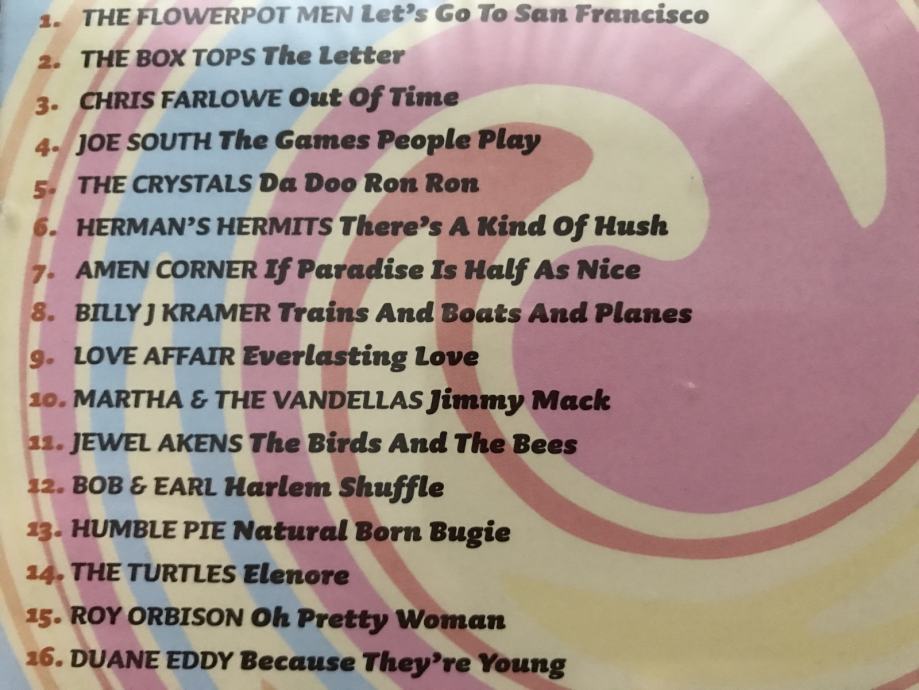 1. THE FLOWERPOT MEN Let's Go To San Francisco
2. THE BOX TOPS The Letter
3. CHRIS FARLOWE Out Of Time
4. JOE SOUTH The Games People Play
5. THE CRYSTALS Da Doo Ron Ron
6. HERMAN'S HERMITS There's A Kind Of Hush
7. AMEN CORNER If Paradise Is Half As Nice
8. BILLY J KRAMER Trains And Boats And Planes
9. LOVE AFFAIR Everlasting Love
10. MARTHA & THE VANDELLAS Jimmy Mack
11. JEWEL AKENS The Birds And The Bees
12. BOB & EARL Harlem Shuffle
13. HUMBLE PIE Natural Born Bugie
14. THE TURTLES Elenore
15. ROY ORBISON Oh Pretty Woman
16. DUANE EDDY Because They're Young